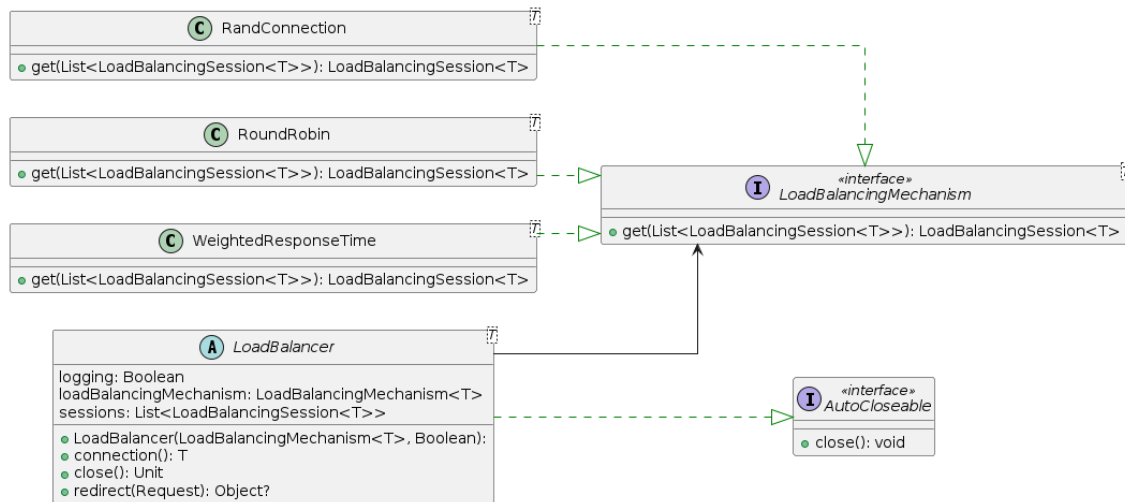 C RandConnection T
get(List<LoadBalancingSession<T>>): LoadBalancingSession<T>
C RoundRobin T
get(List<LoadBalancingSession<T>>): LoadBalancingSession<T>
C WeightedResponseTime T
get(List<LoadBalancingSession<T>>): LoadBalancingSession<T>
«interface»
I LoadBalancingMechanism
get(List<LoadBalancingSession<T>>): LoadBalancingSession<T>
A LoadBalancer T
logging: Boolean
loadBalancingMechanism: LoadBalancingMechanism<T>
sessions: List<LoadBalancingSession<T>>
LoadBalancer(LoadBalancingMechanism<T>, Boolean):
connection(): T
close(): Unit
redirect(Request): Object?
«interface»
I AutoCloseable
close(): void